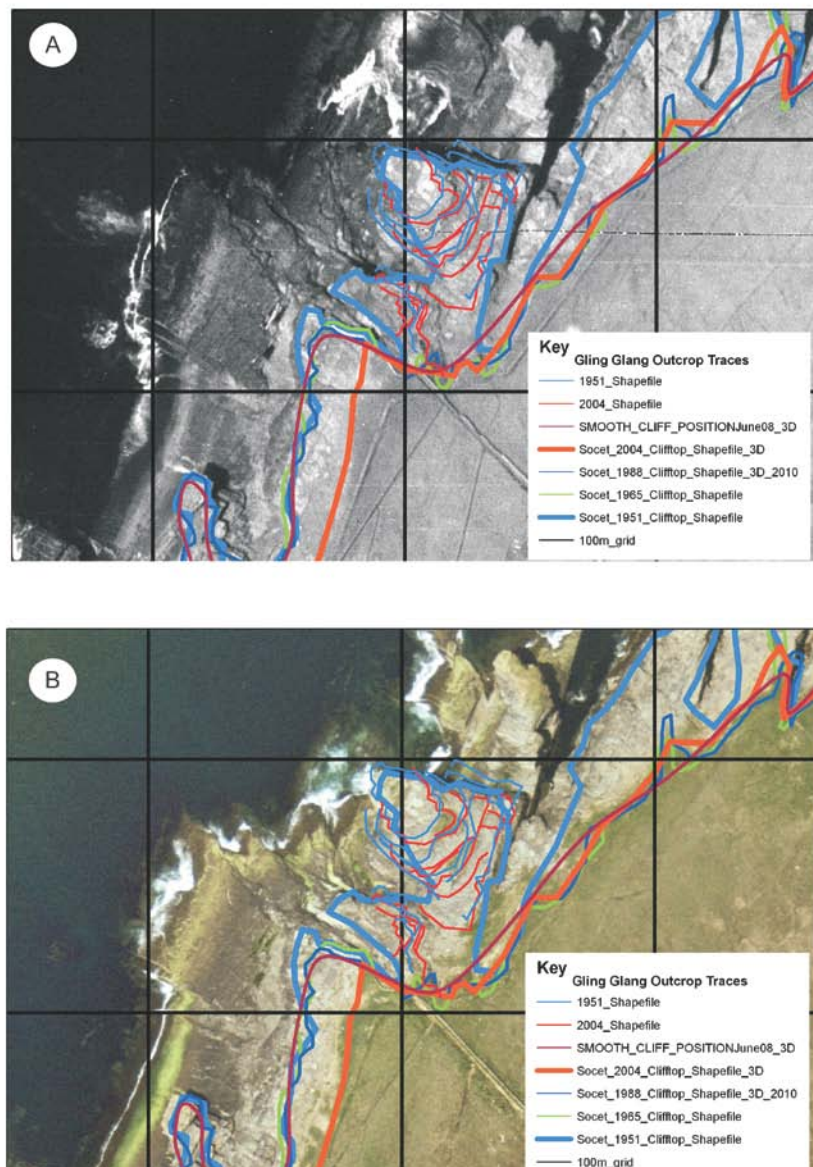 A
Key
Gling Glang Outcrop Traces
1951_Shapefile
2004_Shapefile
SMOOTH_CLIFF_POSITIONJune08_3D
Socet_2004_Clifftop_Shapefile_3D
Socet_1988_Clifftop_Shapefile_3D_2010
Socet_1965_Clifftop_Shapefile
Socet_1951_Clifftop_Shapefile
100m_grid
B
Key
Gling Glang Outcrop Traces
1951_Shapefile
2004_Shapefile
SMOOTH_CLIFF_POSITIONJune08_3D
Socet_2004_Clifftop_Shapefile_3D
Socet_1988_Clifftop_Shapefile_3D_2010
Socet_1965_Clifftop_Shapefile
Socet_1951_Clifftop_Shapefile
100m_grid